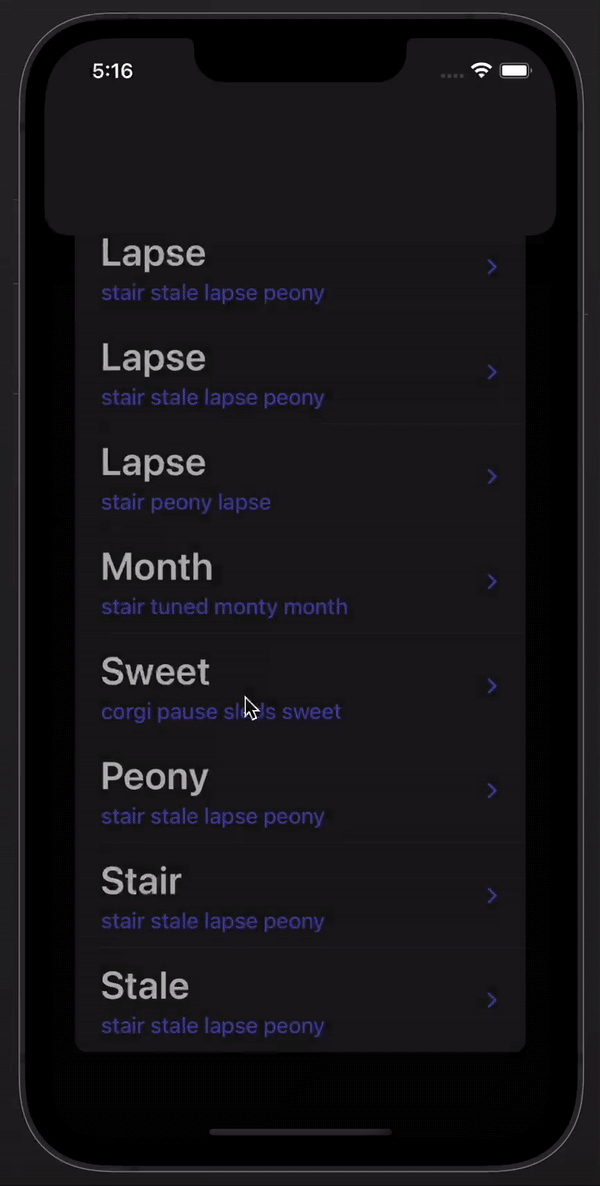 5:16
Lapse
stair stale lapse peony
Lapse
stair stale lapse peony
Lapse
stair peony lapse
Month
stair tuned monty month
Sweet
corgi pause sweet
Peony
stair stale lapse peony
Stair
stair stale lapse peony
Stale
stair stale lapse peony